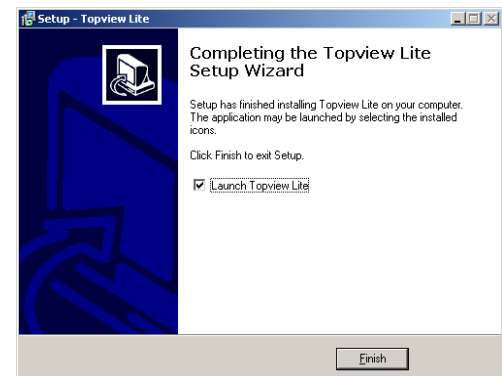 Setup - Topview Lite
Completing the Topview Lite
Setup Wizard
Setup has finished installing Topview Lite on your computer.
The application may be launched by selecting the installed
icons.
Click Finish to exit Setup.
Launch Topview Lite
Finish